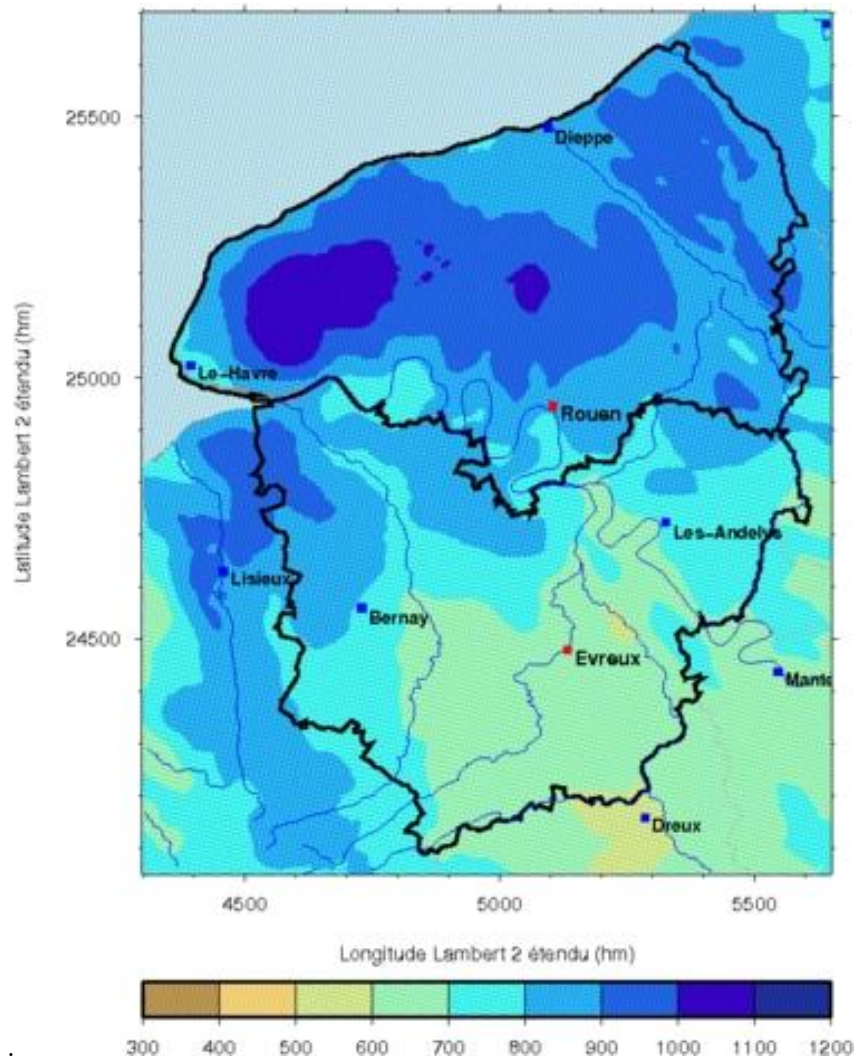 25500
Dieppe
25000
Le-Havre
Rouen
Les-Andelys
Lisieux
Bernay
24500
Evreux
Mante
Dreux
4500 5000 5500
Latitude Lambert 2 étendu (hm)
Longitude Lambert 2 étendu (hm)
300 400 500 600 700 800 900 1000 1100 1200